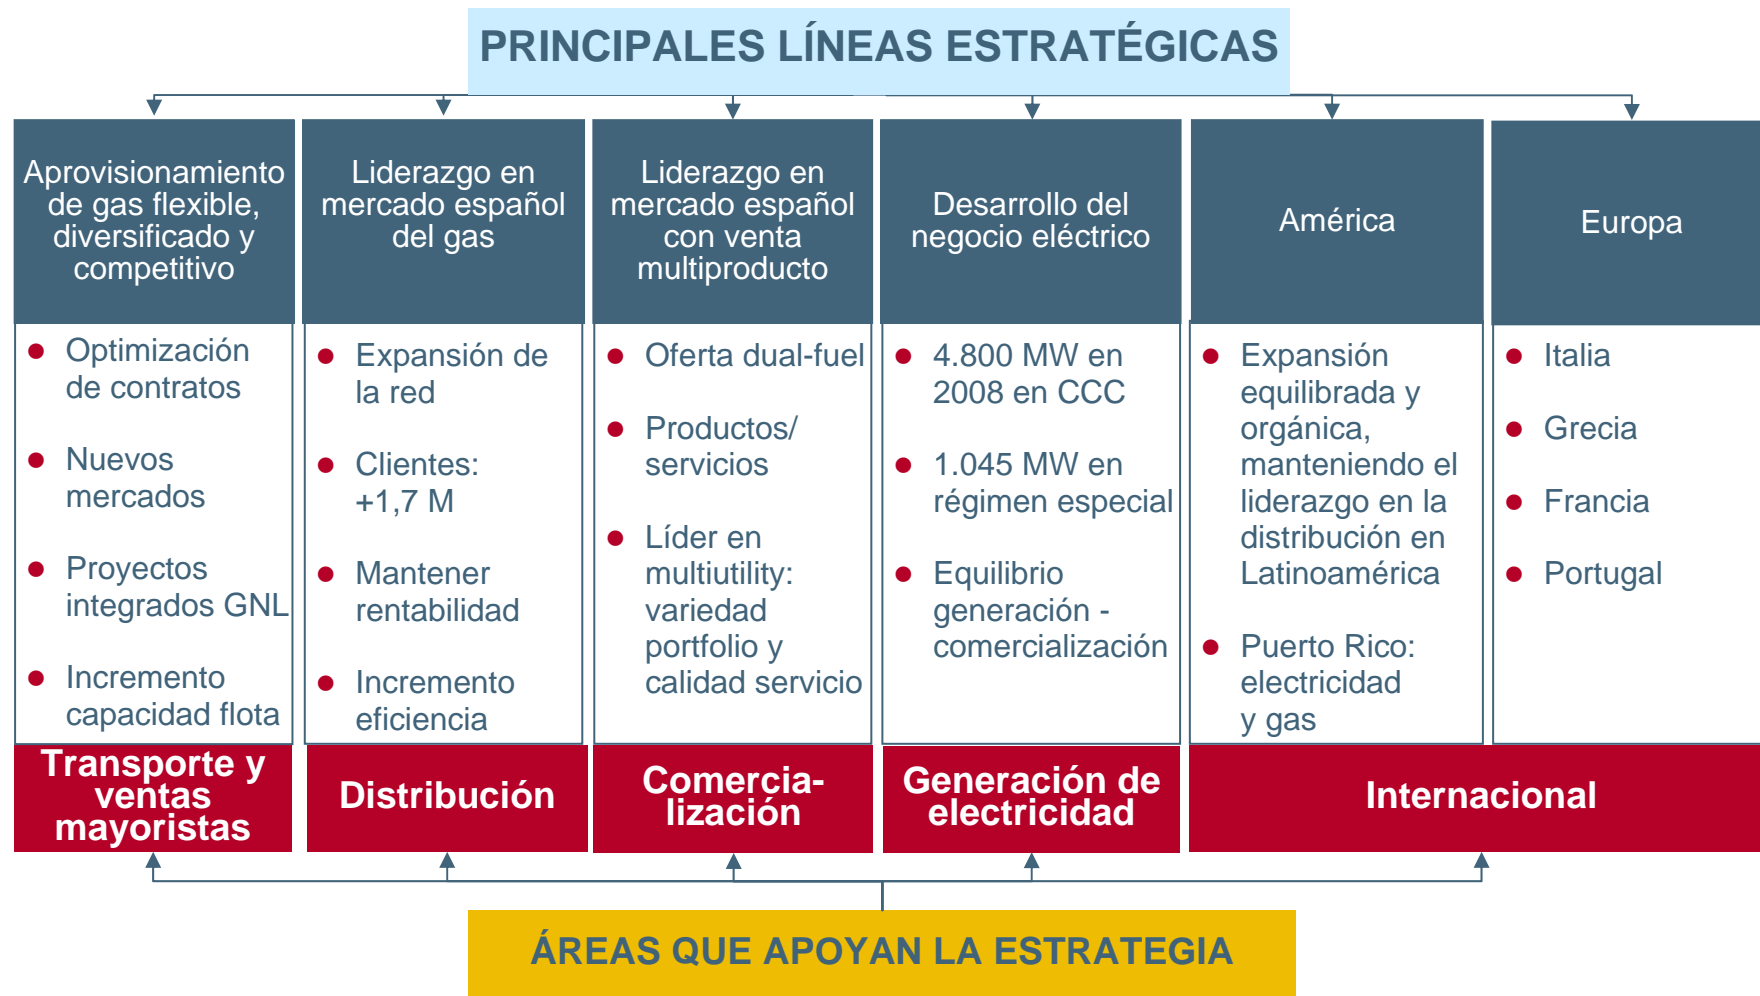 PRINCIPALES LÍNEAS ESTRATÉGICAS
Aprovisionamiento
de gas flexible,
diversificado y
competitivo
Liderazgo en
mercado español
del gas
Liderazgo en
mercado español
con venta
multiproducto
Desarrollo del
negocio eléctrico
América
Europa
Optimización
de contratos
Nuevos
mercados
Proyectos
integrados GNL
Incremento
capacidad flota
Expansión de
la red
Clientes:
+1,7 M
Mantener
rentabilidad
Incremento
eficiencia
Oferta dual-fuel
Productos/
servicios
Líder en
multiutility:
variedad
portfolio y
calidad servicio
4.800 MW en
2008 en CCC
1.045 MW en
régimen especial
Equilibrio
generación -
comercialización
Expansión
equilibrada y
orgánica,
manteniendo el
liderazgo en la
distribución en
Latinoamérica
Puerto Rico:
electricidad
y gas
Italia
Grecia
Francia
Portugal
Transporte y
ventas
mayoristas
Distribución
Comercia-
lización
Generación de
electricidad
Internacional
ÁREAS QUE APOYAN LA ESTRATEGIA